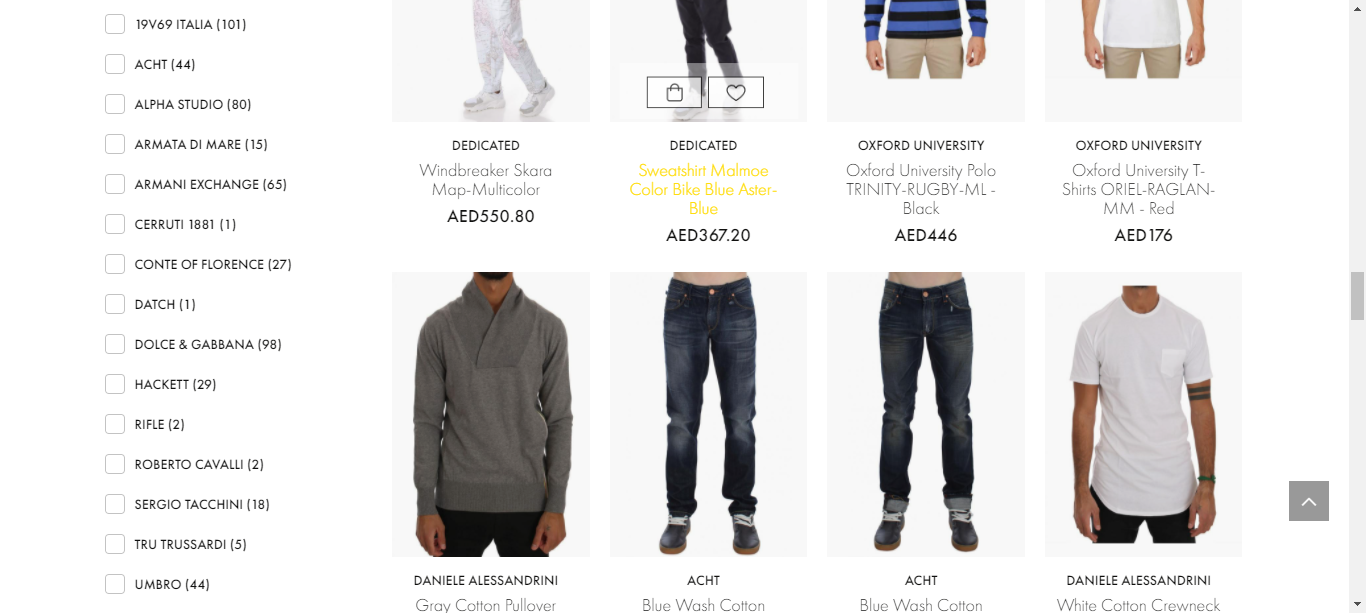 19V69 ITALIA (101)
ACHT (44)
ALPHA STUDIO (80)
ARMATA DI MARE (15)
ARMANI EXCHANGE (65)
CERRUTI 1881 (1)
CONTE OF FLORENCE (27)
DATCH (1)
DOLCE & GABBANA (98)
HACKETT (29)
RIFLE (2)
ROBERTO CAVALLI (2)
SERGIO TACCHINI (18)
TRU TRUSSARDI (5)
UMBRO (44)
DEDICATED
Windbreaker Skara
Map-Multicolor
AED550.80
DEDICATED
Sweatshirt Malmoe
Color Bike Blue Aster-
Blue
AED367.20
OXFORD UNIVERSITY
Oxford University Polo
TRINITY-RUGBY-ML -
Black
AED446
OXFORD UNIVERSITY
Oxford University T-
Shirts ORIEL-RAGLAN-
MM - Red
AED176
DANIELE ALESSANDRINI
Gray Cotton Pullover
ACHT
Blue Wash Cotton
ACHT
Blue Wash Cotton
DANIELE ALESSANDRINI
White Cotton Crewneck